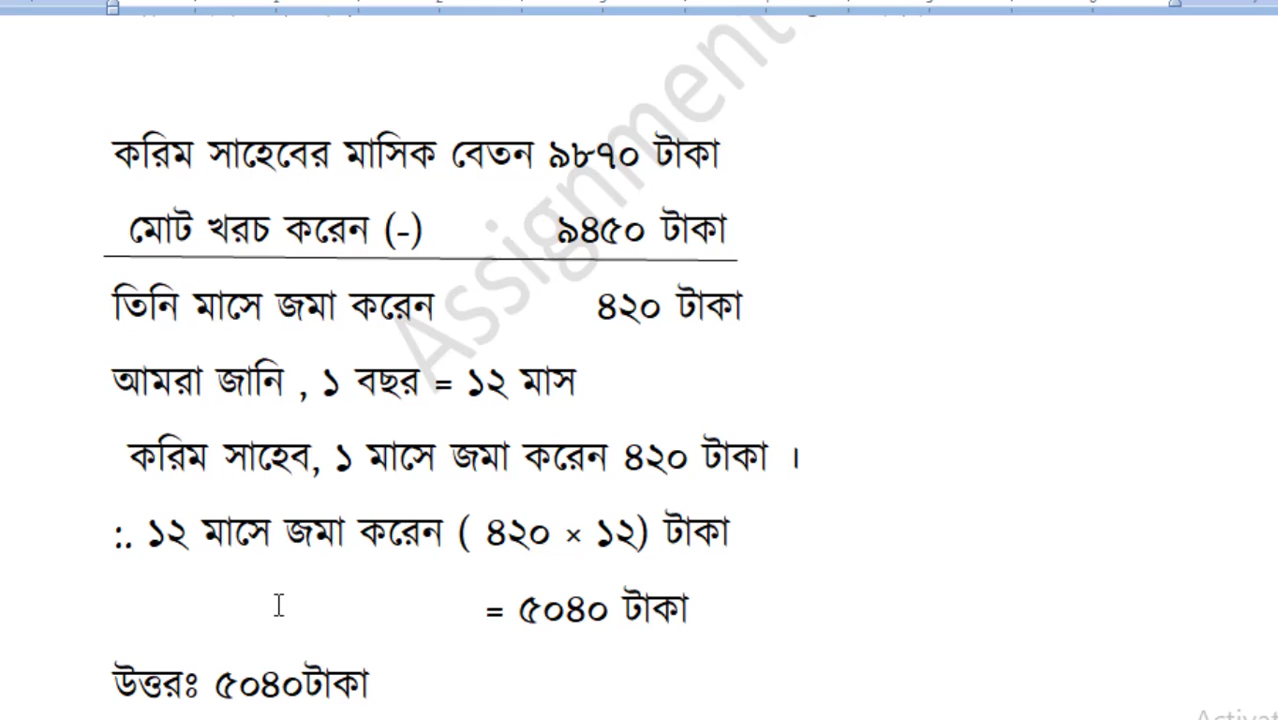 করিম সাহেবের মাসিক বেতন ৯৮৭০ টাকা
মোট খরচ করেন (-) ৯৪৫০ টাকা
তিনি মাসে জমা করেন ৪২০ টাকা
আমরা জানি , ১ বছর = ১২ মাস
করিম সাহেব, ১ মাসে জমা করেন ৪২০ টাকা ।
:. ১২ মাসে জমা করেন ( ৪২০ × ১২) টাকা
= ৫০৪০ টাকা
উত্তরঃ ৫০৪০টাকা
Assignment